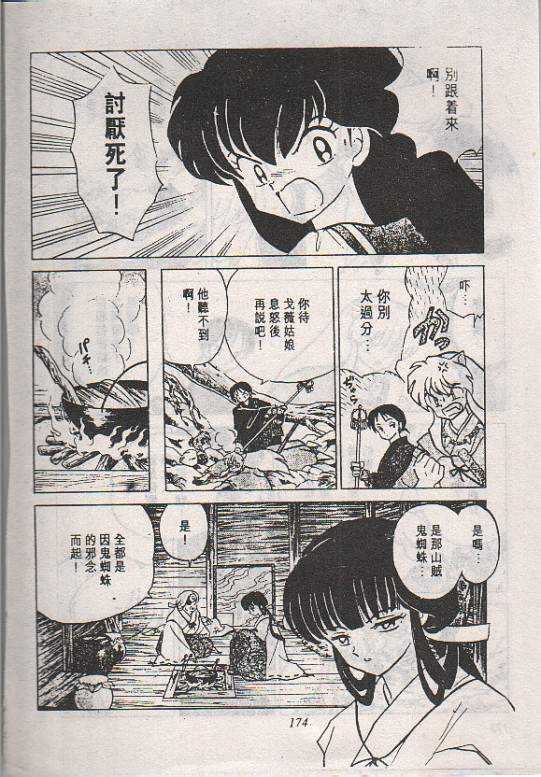 別跟着來
啊！
討厭死了！
吓…
你別
太過分…
你待
戈薇姑娘
息怒後
再説吧！
他聽不到
啊！
パチ…
是嗎…
是那山賊
鬼蜘蛛…
是！
全都是
因鬼蜘蛛
的邪念
而起！
174